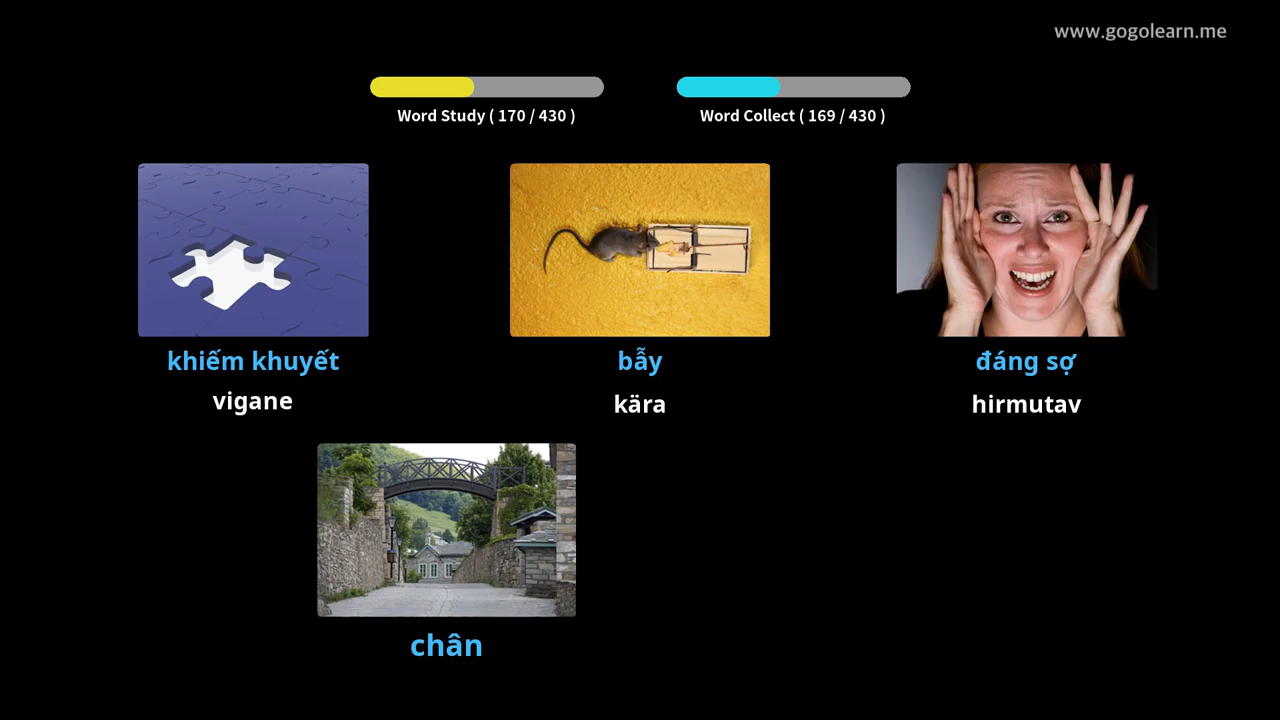 www.gogolearn.me
Word Study ( 170 / 430 )
Word Collect ( 169 / 430 )
khiếm khuyết
bẫy
đáng sợ
vigane
kära
hirmutav
chân